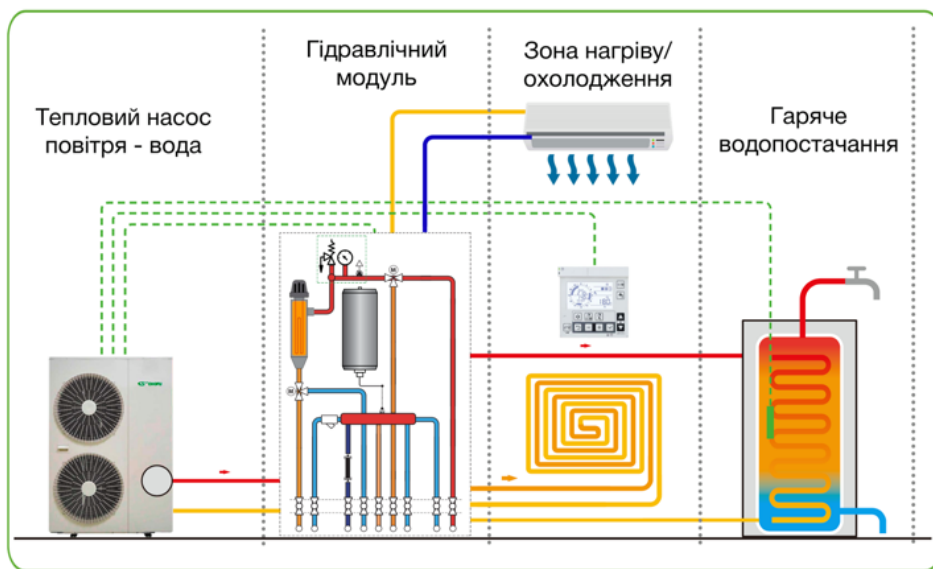 Тепловий насос
повітря - вода
Гідравлічний
модуль
Зона нагріву/
охолодження
Гаряче
водопостачання